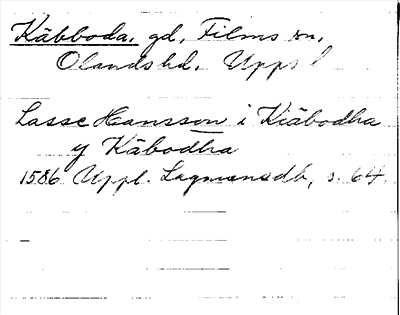 Käbboda, gd, Films sn,
Olands hd. Upps l
Lasse Hansson i Kiäbodha
y Käbodha
1586 Uppl. Lagmansdb, s. 64.